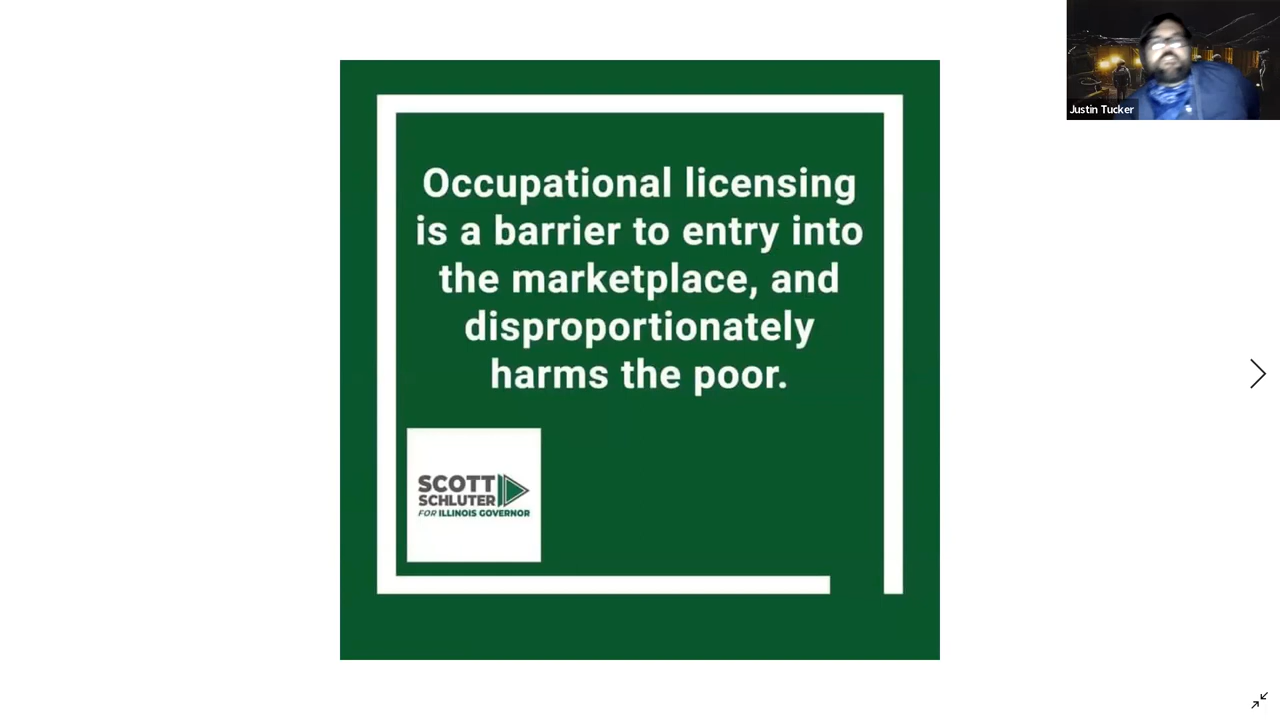 Justin Tucker
Occupational licensing
is a barrier to entry into
the marketplace, and
disproportionately
harms the poor.
SCOTT
SCHLUTER
FOR ILLINOIS GOVERNOR